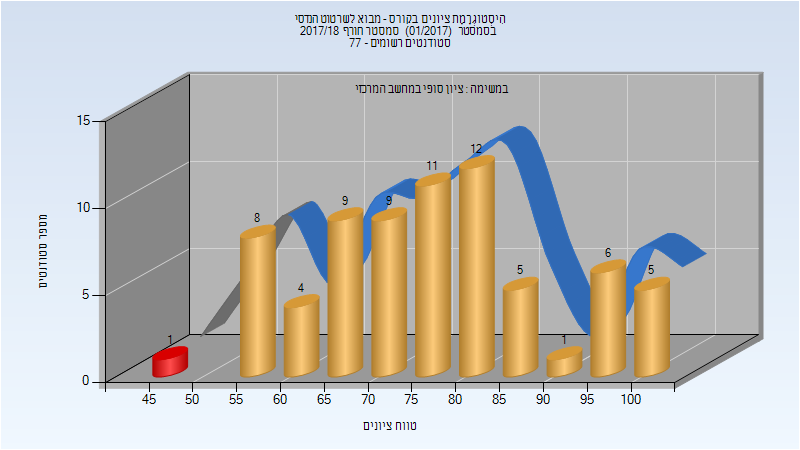 היסטוגרמת ציונים בקורס - מבוא לשרטוט הנדסי
בסמסטר (01/2017) סמסטר חורף 2017/18
סטודנטים רשומים - 77
במשימה : ציון סופי במחשב המרכזי
מספר סטודנטים
15
10
5
0
1
8
4
9
9
11
12
5
1
6
5
45 50 55 60 65 70 75 80 85 90 95 100
טווח ציונים